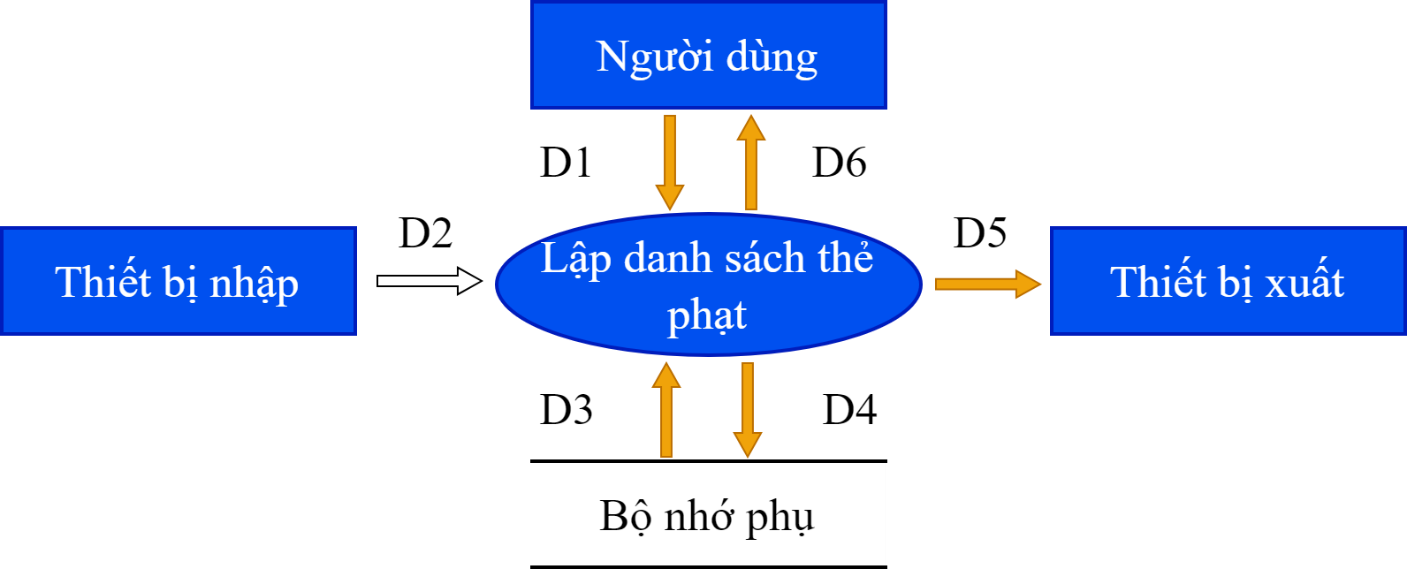 Người dùng
D1
D6
Thiết bị nhập
D2
Lập danh sách thẻ
phạt
D5
Thiết bị xuất
D3
D4
Bộ nhớ phụ